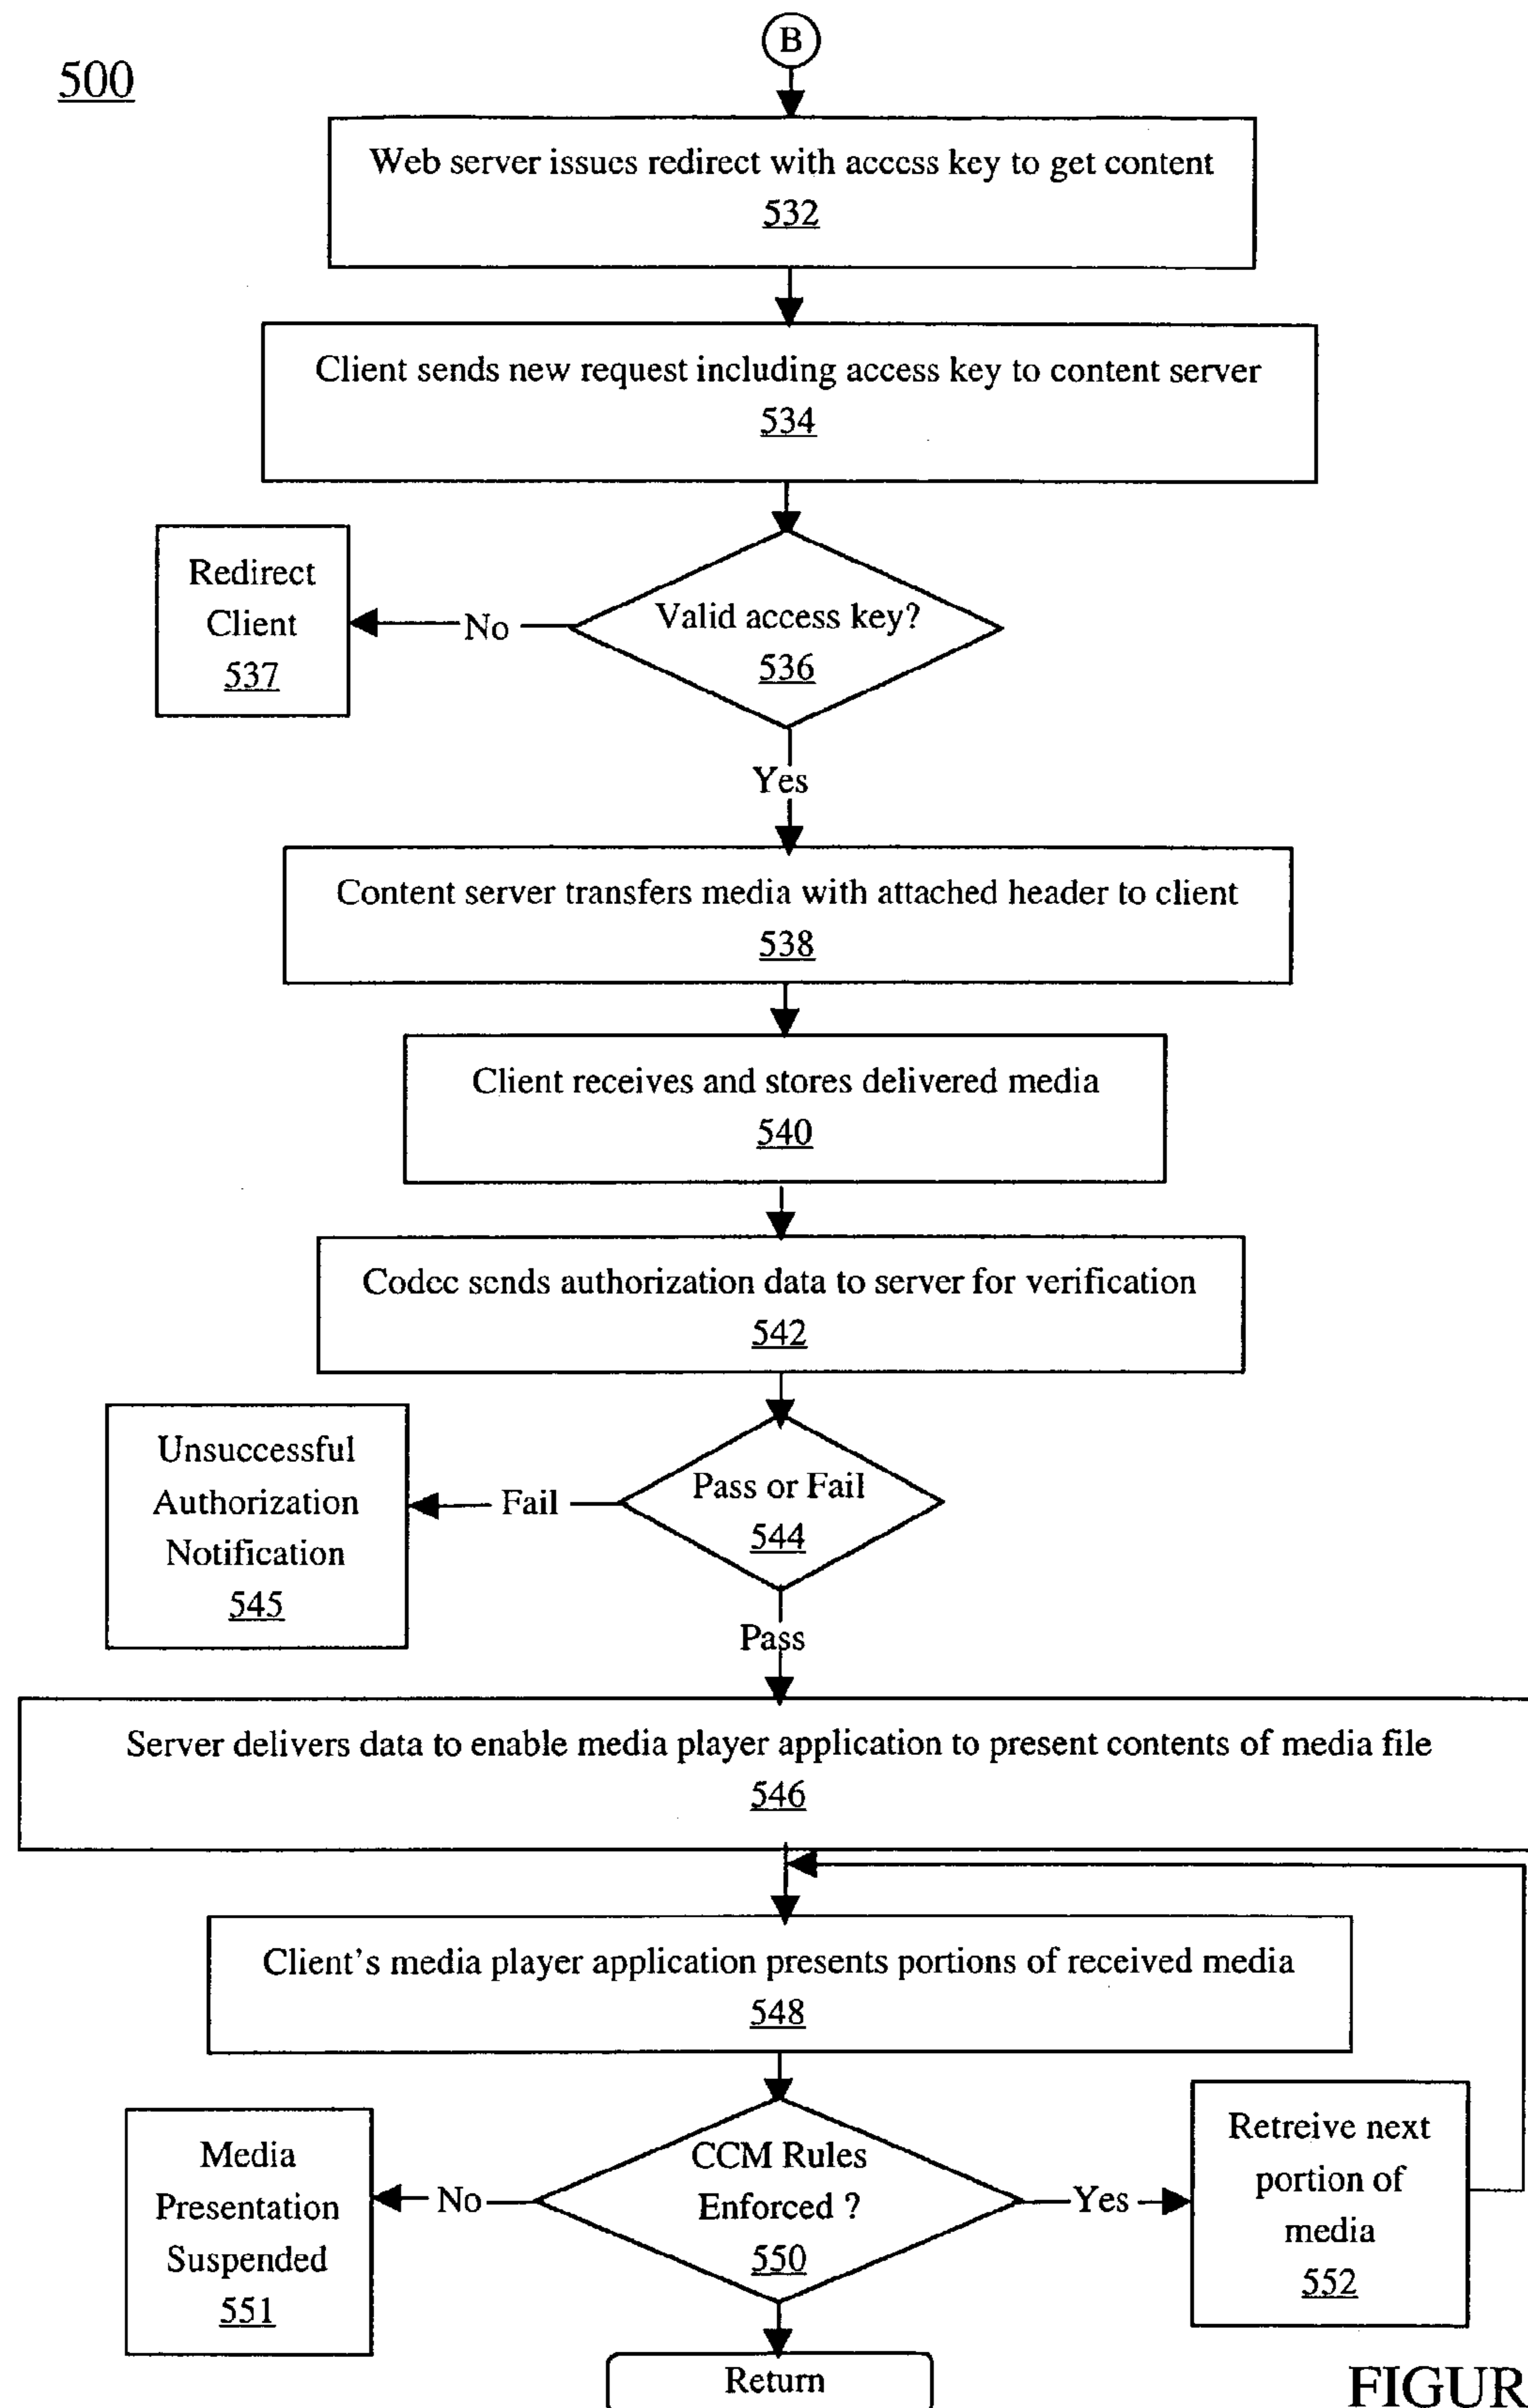 B
500
Web server issues redirect with access key to get content
532
Client sends new request including access key to content server
534
Redirect
Client
537
No
Valid access key?
536
Yes
Content server transfers media with attached header to client
538
Client receives and stores delivered media
540
Codec sends authorization data to server for verification
542
Unsuccessful
Authorization
Notification
545
Fail
Pass or Fail
544
Pass
Server delivers data to enable media player application to present contents of media file
546
Client's media player application presents portions of received media
548
Media
Presentation
Suspended
551
No
CCM Rules
Enforced ?
550
Yes
Retreive next
portion of
media
552
Return
FIGUR